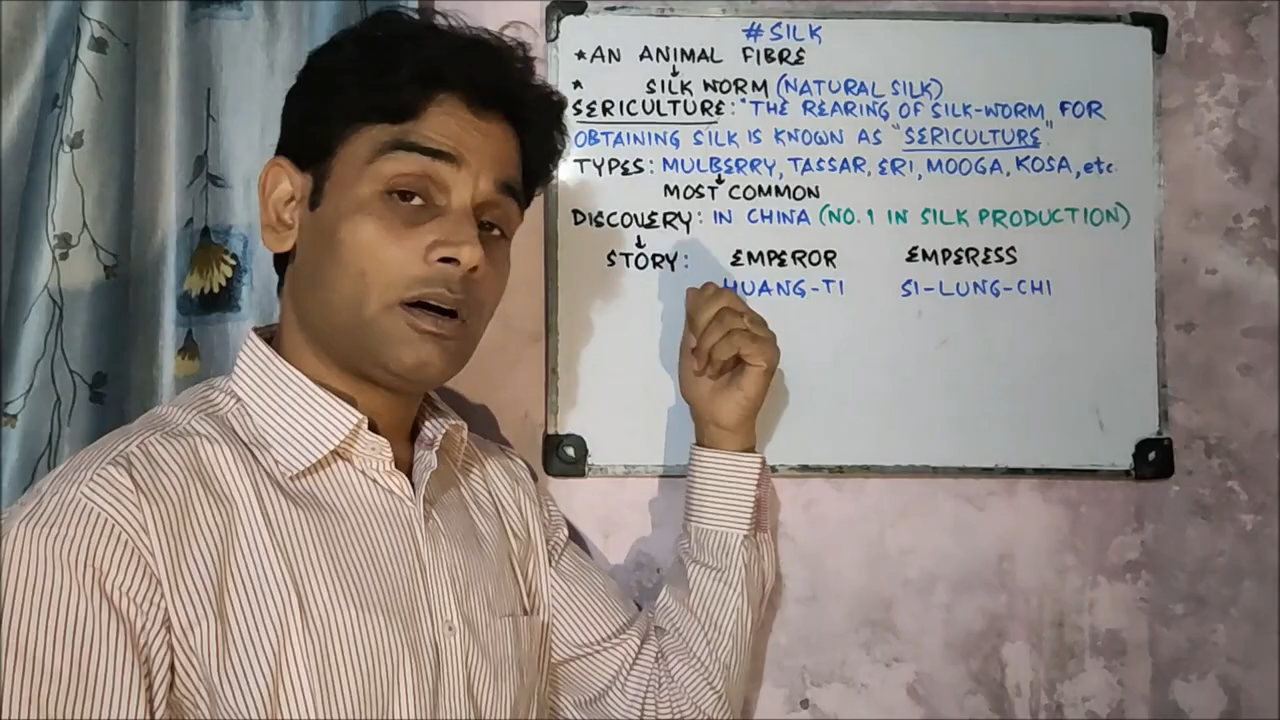 #SILK
*AN ANIMAL FIBRE
* SILK WORM (NATURAL SILK)
SERICULTURE: "THE REARING OF SILK-WORM, FOR
OBTAINING SILK IS KNOWN AS "SERICULTURE".
TYPES: MULBERRY, TASSAR, ERI, MOOGA, KOSA, etc.
MOST COMMON
DISCOVERY: IN CHINA (NO.1 IN SILK PRODUCTION)
STORY: EMPEROR EMPERESS
HUANG-TI SI-LUNG-CHI